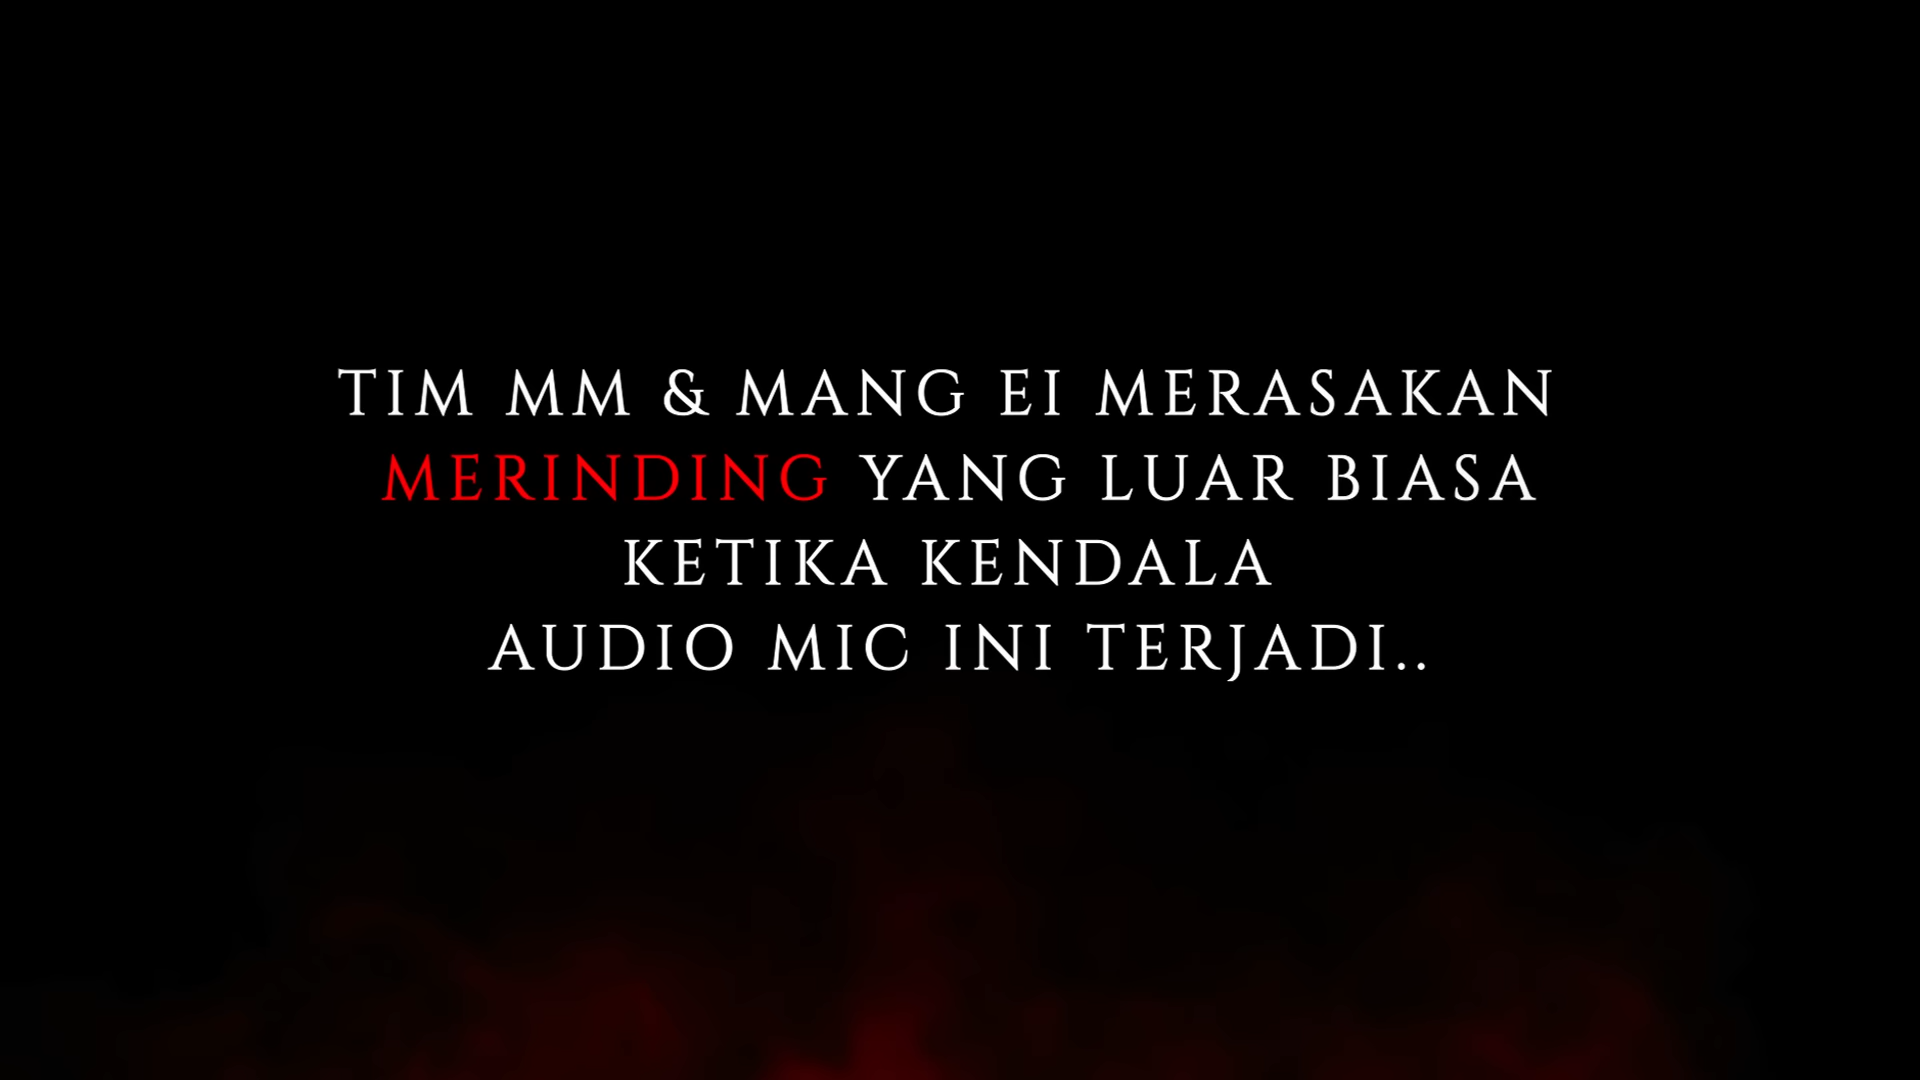 TIM MM & MANG EI MERASAKAN
MERINDING YANG LUAR BIASA
KETIKA KENDALA
AUDIO MIC INI TERJADI..